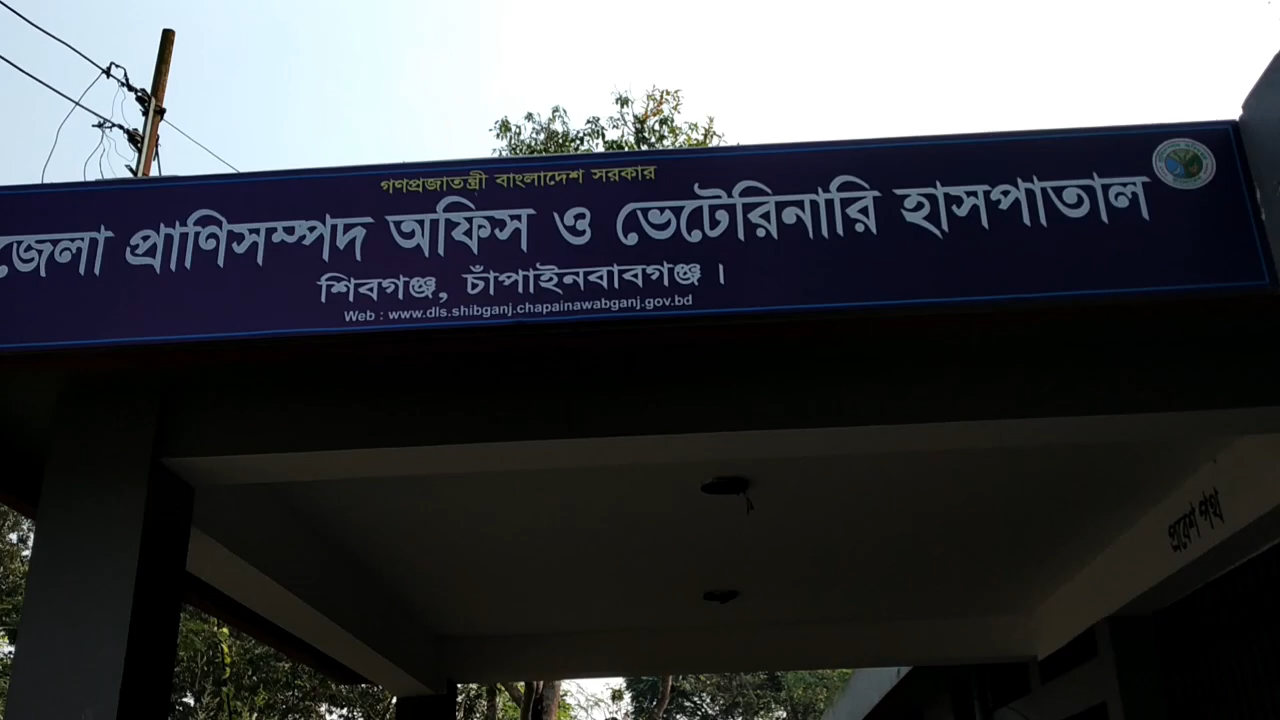 গণপ্রজাতন্ত্রী বাংলাদেশ সরকার
জেলা প্রাণিসম্পদ অফিস ও ভেটেরিনারি হাসপাতাল
শিবগঞ্জ, চাঁপাইনবাবগঞ্জ।
Web : www.dls.shibganj.chapainawabganj.gov.bd
প্রবেশ পথ